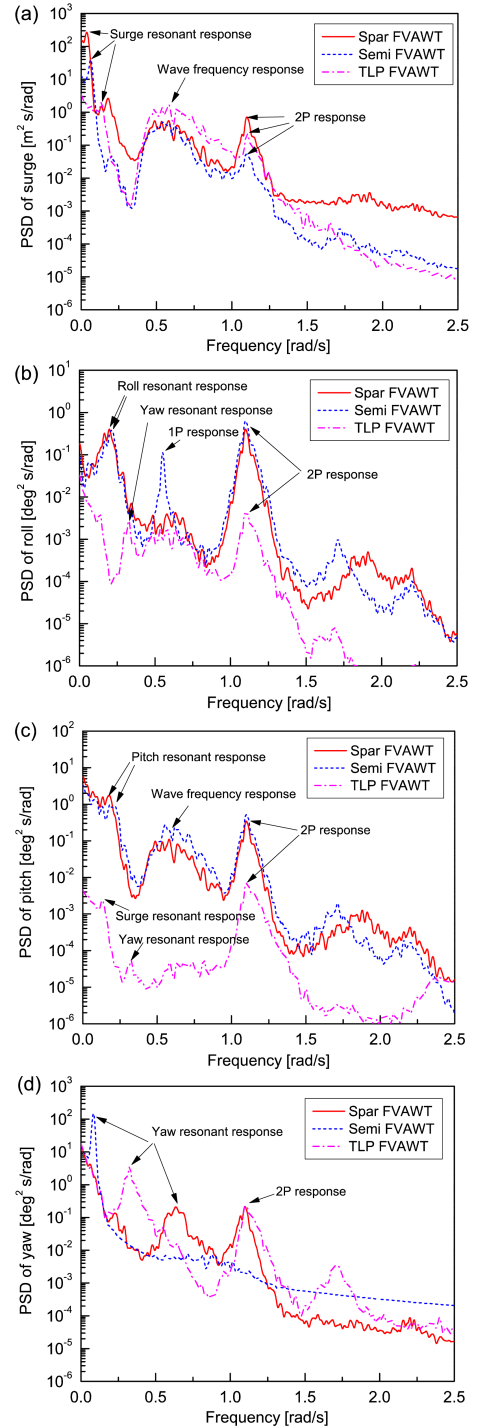 (a)
10³
10²
10¹
10⁰
10⁻¹
10⁻²
10⁻³
10⁻⁴
10⁻⁵
10⁻⁶
PSD of surge [m² s/rad]
Surge resonant response
Wave frequency response
2P response
Spar FVAWT
Semi FVAWT
TLP FVAWT
0.0 0.5 1.0 1.5 2.0 2.5
Frequency [rad/s]
(b)
10¹
10⁰
10⁻¹
10⁻²
10⁻³
10⁻⁴
10⁻⁵
10⁻⁶
PSD of roll [deg² s/rad]
Roll resonant response
Yaw resonant response
1P response
2P response
Spar FVAWT
Semi FVAWT
TLP FVAWT
0.0 0.5 1.0 1.5 2.0 2.5
Frequency [rad/s]
(c)
10²
10¹
10⁰
10⁻¹
10⁻²
10⁻³
10⁻⁴
10⁻⁵
10⁻⁶
PSD of pitch [deg² s/rad]
Pitch resonant response
Wave frequency response
2P response
Surge resonant response
Yaw resonant response
Spar FVAWT
Semi FVAWT
TLP FVAWT
0.0 0.5 1.0 1.5 2.0 2.5
Frequency [rad/s]
(d)
10³
10²
10¹
10⁰
10⁻¹
10⁻²
10⁻³
10⁻⁴
10⁻⁵
10⁻⁶
PSD of yaw [deg² s/rad]
Yaw resonant response
2P response
Spar FVAWT
Semi FVAWT
TLP FVAWT
0.0 0.5 1.0 1.5 2.0 2.5
Frequency [rad/s]